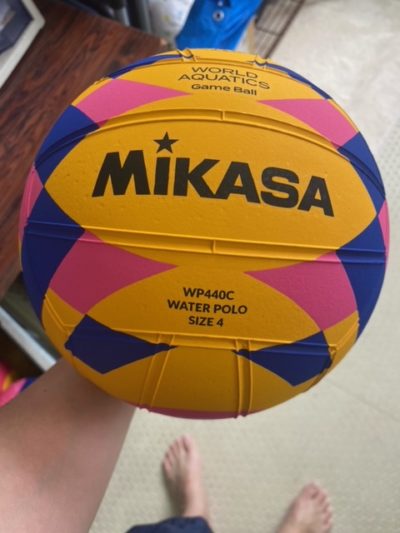 WORLD
AQUATICS
Game Ball
MIKASA
WP440C
WATER POLO
SIZE 4